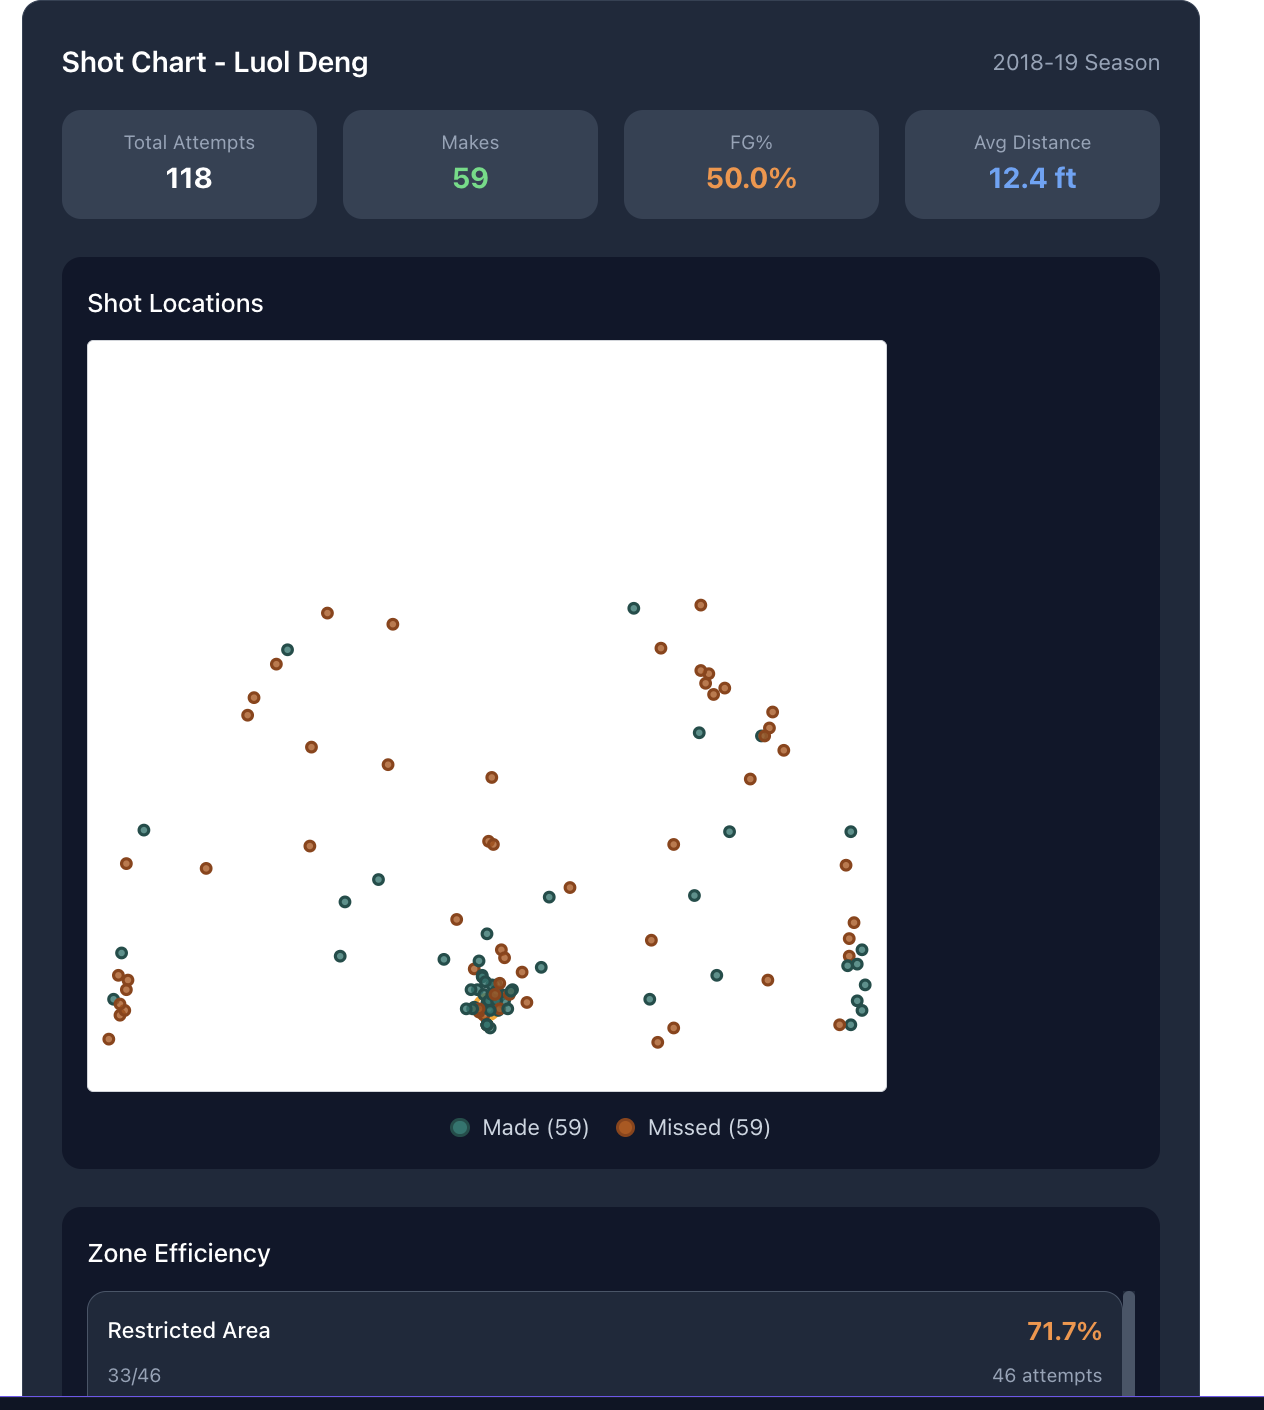 Shot Chart - Luol Deng
2018-19 Season
Total Attempts
118
Makes
59
FG%
50.0%
Avg Distance
12.4 ft
Shot Locations
Made (59)
Missed (59)
Zone Efficiency
Restricted Area
71.7%
33/46
46 attempts